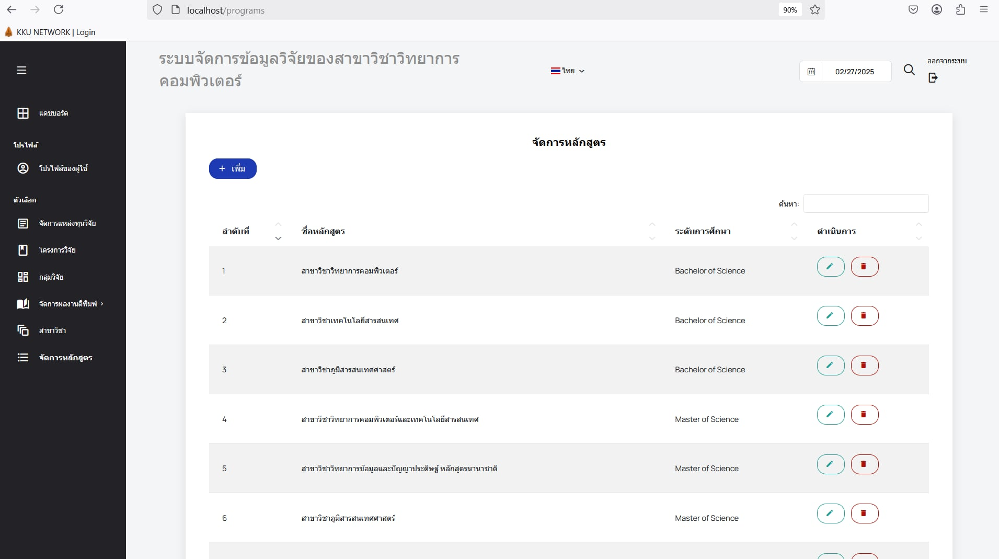 localhost/programs
90%
KKU NETWORK | Login
ระบบจัดการข้อมูลวิจัยของสาขาวิชาวิทยาการ
คอมพิวเตอร์
ไทย
02/27/2025
ออกจากระบบ
แดชบอร์ด
โปรไฟล์
โปรไฟล์ของผู้ใช้
ตัวเลือก
จัดการแหล่งทุนวิจัย
โครงการวิจัย
กลุ่มวิจัย
จัดการผลงานตีพิมพ์
สาขาวิชา
จัดการหลักสูตร
จัดการหลักสูตร
+ เพิ่ม
ค้นหา:
ลำดับที่ ชื่อหลักสูตร ระดับการศึกษา ดำเนินการ
1 สาขาวิชาวิทยาการคอมพิวเตอร์ Bachelor of Science
2 สาขาวิชาเทคโนโลยีสารสนเทศ Bachelor of Science
3 สาขาวิชาภูมิสารสนเทศศาสตร์ Bachelor of Science
4 สาขาวิชาวิทยาการคอมพิวเตอร์และเทคโนโลยีสารสนเทศ Master of Science
5 สาขาวิชาวิทยาการข้อมูลและปัญญาประดิษฐ์ หลักสูตรนานาชาติ Master of Science
6 สาขาวิชาภูมิสารสนเทศศาสตร์ Master of Science